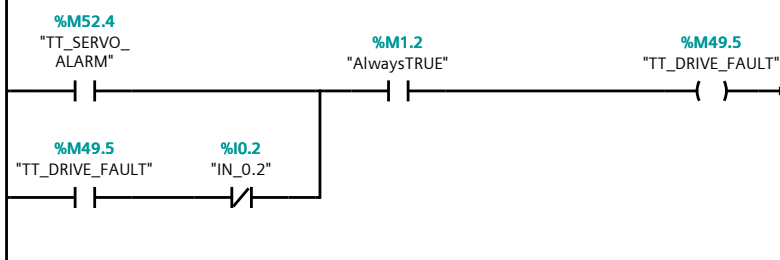 %M52.4
"TT_SERVO_
ALARM"
%M1.2
"AlwaysTRUE"
%M49.5
"TT_DRIVE_FAULT"
%M49.5
"TT_DRIVE_FAULT"
%I0.2
"IN_0.2"